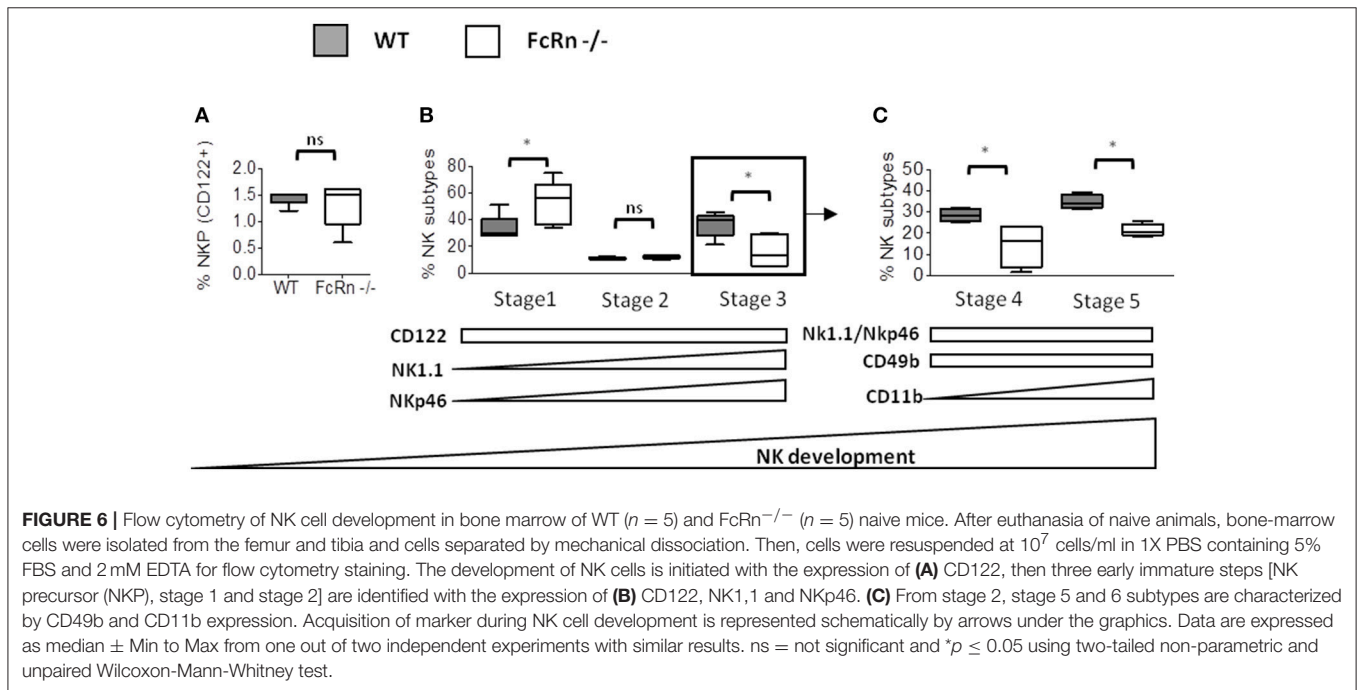 WT FcRn -/-
A B C
ns
% NKP (CD122+)
2.0
1.5
1.0
0.5
0.0
WT FcRn -/-
% NK subtypes
80
60
40
20
0
*
ns
*
Stage1 Stage 2 Stage 3
% NK subtypes
50
40
30
20
10
0
*
*
Stage 4 Stage 5
CD122
NK1.1
NKp46
Nk1.1/Nkp46
CD49b
CD11b
NK development
FIGURE 6 | Flow cytometry of NK cell development in bone marrow of WT (n = 5) and FcRn−/− (n = 5) naive mice. After euthanasia of naive animals, bone-marrow
cells were isolated from the femur and tibia and cells separated by mechanical dissociation. Then, cells were resuspended at 10⁷ cells/ml in 1X PBS containing 5%
FBS and 2 mM EDTA for flow cytometry staining. The development of NK cells is initiated with the expression of (A) CD122, then three early immature steps [NK
precursor (NKP), stage 1 and stage 2] are identified with the expression of (B) CD122, NK1,1 and NKp46. (C) From stage 2, stage 5 and 6 subtypes are characterized
by CD49b and CD11b expression. Acquisition of marker during NK cell development is represented schematically by arrows under the graphics. Data are expressed
as median ± Min to Max from one out of two independent experiments with similar results. ns = not significant and *p ≤ 0.05 using two-tailed non-parametric and
unpaired Wilcoxon-Mann-Whitney test.